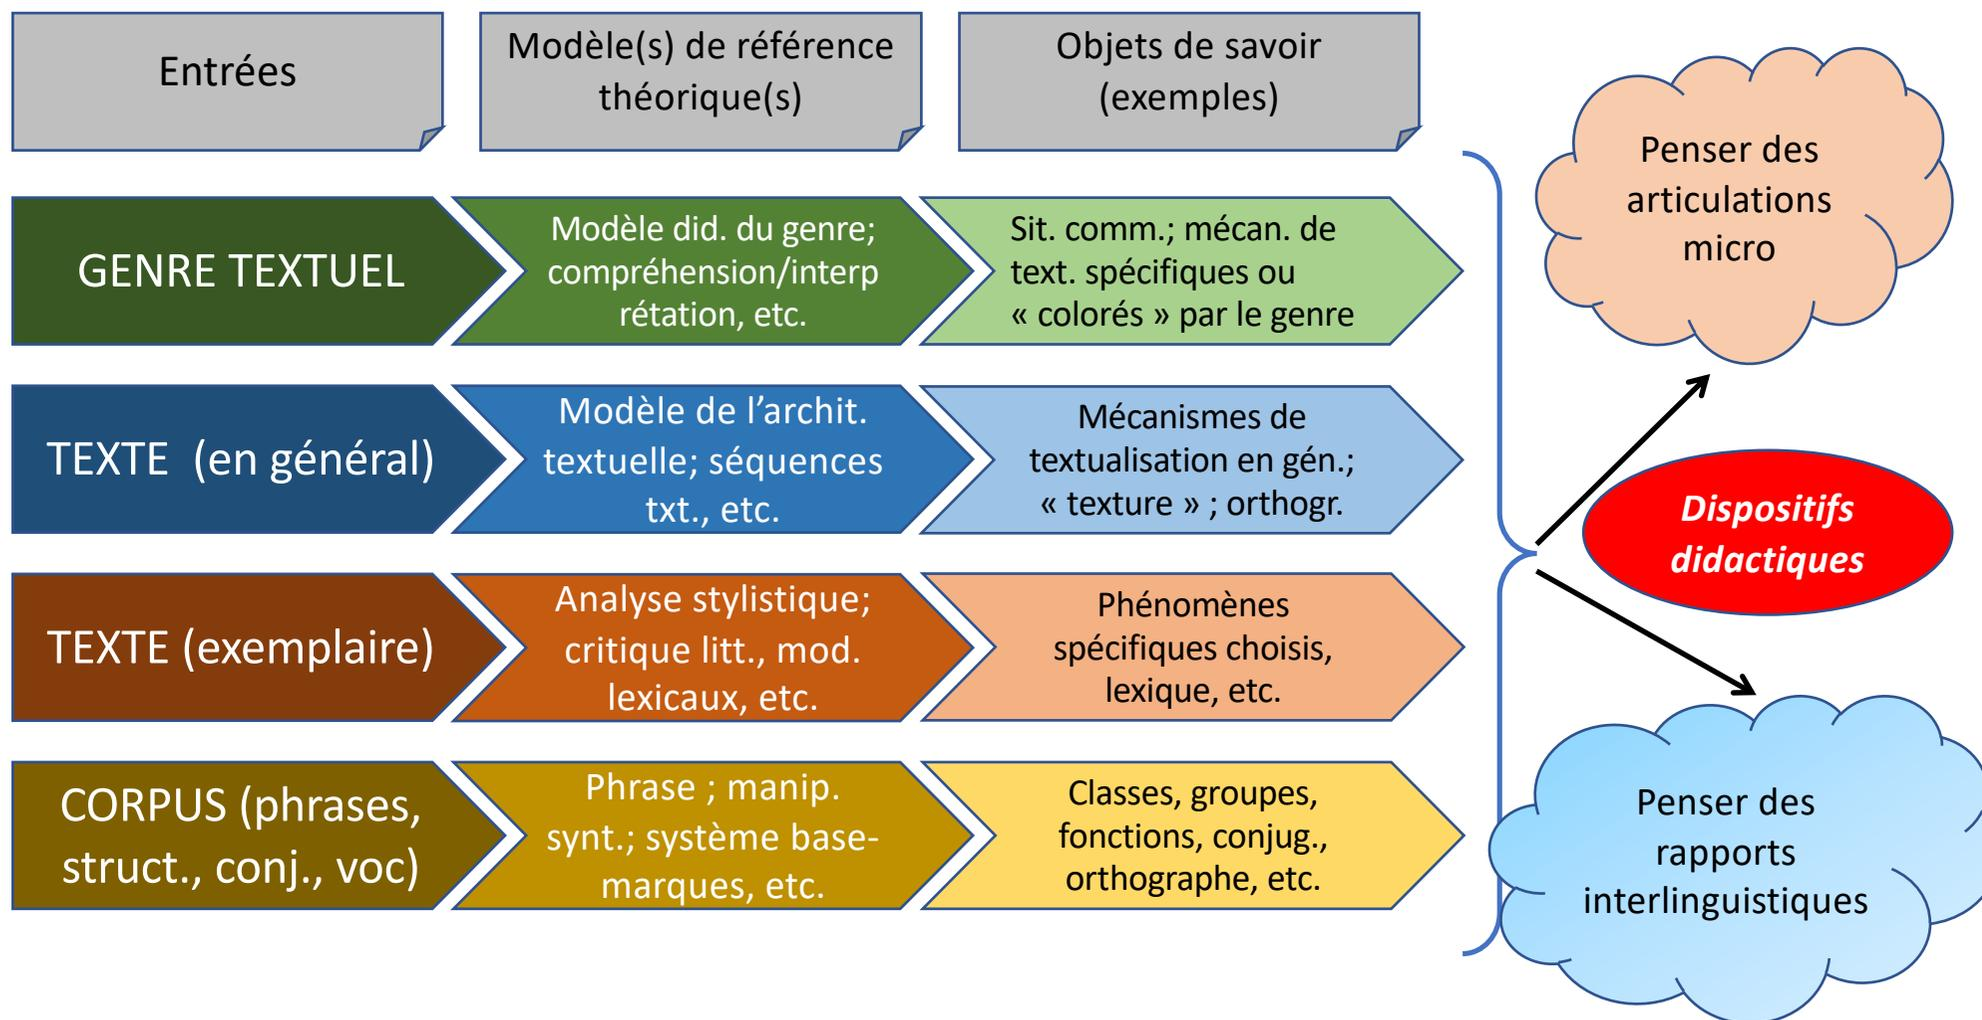 Entrées
Modèle(s) de référence
théorique(s)
Objets de savoir
(exemples)
GENRE TEXTUEL
Modèle did. du genre;
compréhension/interp
rétation, etc.
Sit. comm.; mécan. de
text. spécifiques ou
« colorés » par le genre
TEXTE  (en général)
Modèle de l’archit.
textuelle; séquences
txt., etc.
Mécanismes de
textualisation en gén.;
« texture » ; orthogr.
TEXTE (exemplaire)
Analyse stylistique;
critique litt., mod.
lexicaux, etc.
Phénomènes
spécifiques choisis,
lexique, etc.
CORPUS (phrases,
struct., conj., voc)
Phrase ; manip.
synt.; système base-
marques, etc.
Classes, groupes,
fonctions, conjug.,
orthographe, etc.
Penser des
articulations
micro
Dispositifs
didactiques
Penser des
rapports
interlinguistiques